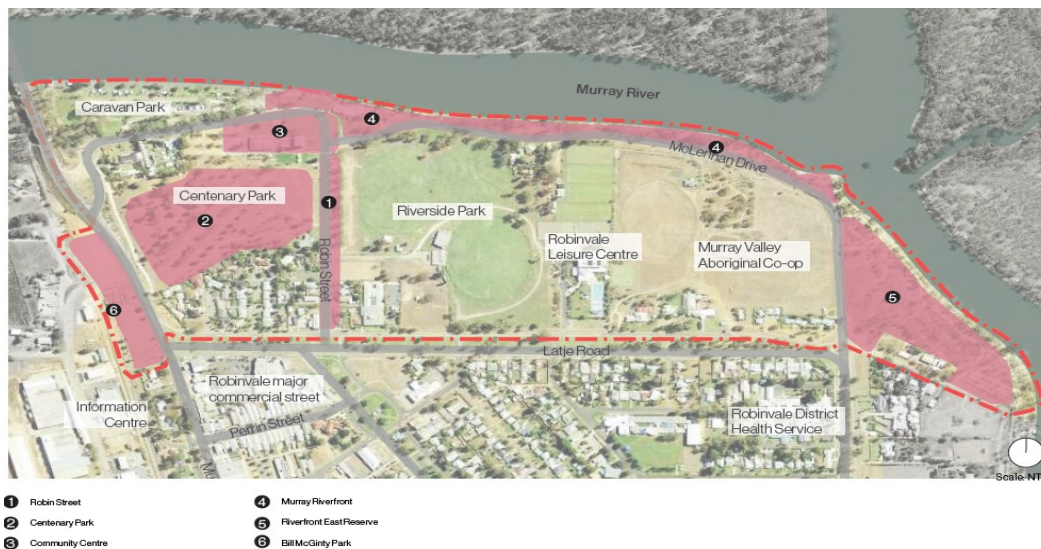 Murray River
Caravan Park
3
4
4
McLennan Drive
Centenary Park
2
1
Riverside Park
Robinvale
Leisure Centre
Murray Valley
Aboriginal Co-op
Robin Street
5
6
Latje Road
Robinvale major
commercial street
Information
Centre
Perrin Street
Robinvale District
Health Service
Scale: NT
1 Robin Street
2 Centenary Park
3 Community Centre
4 Murray Riverfront
5 Riverfront East Reserve
6 Bill McGinty Park